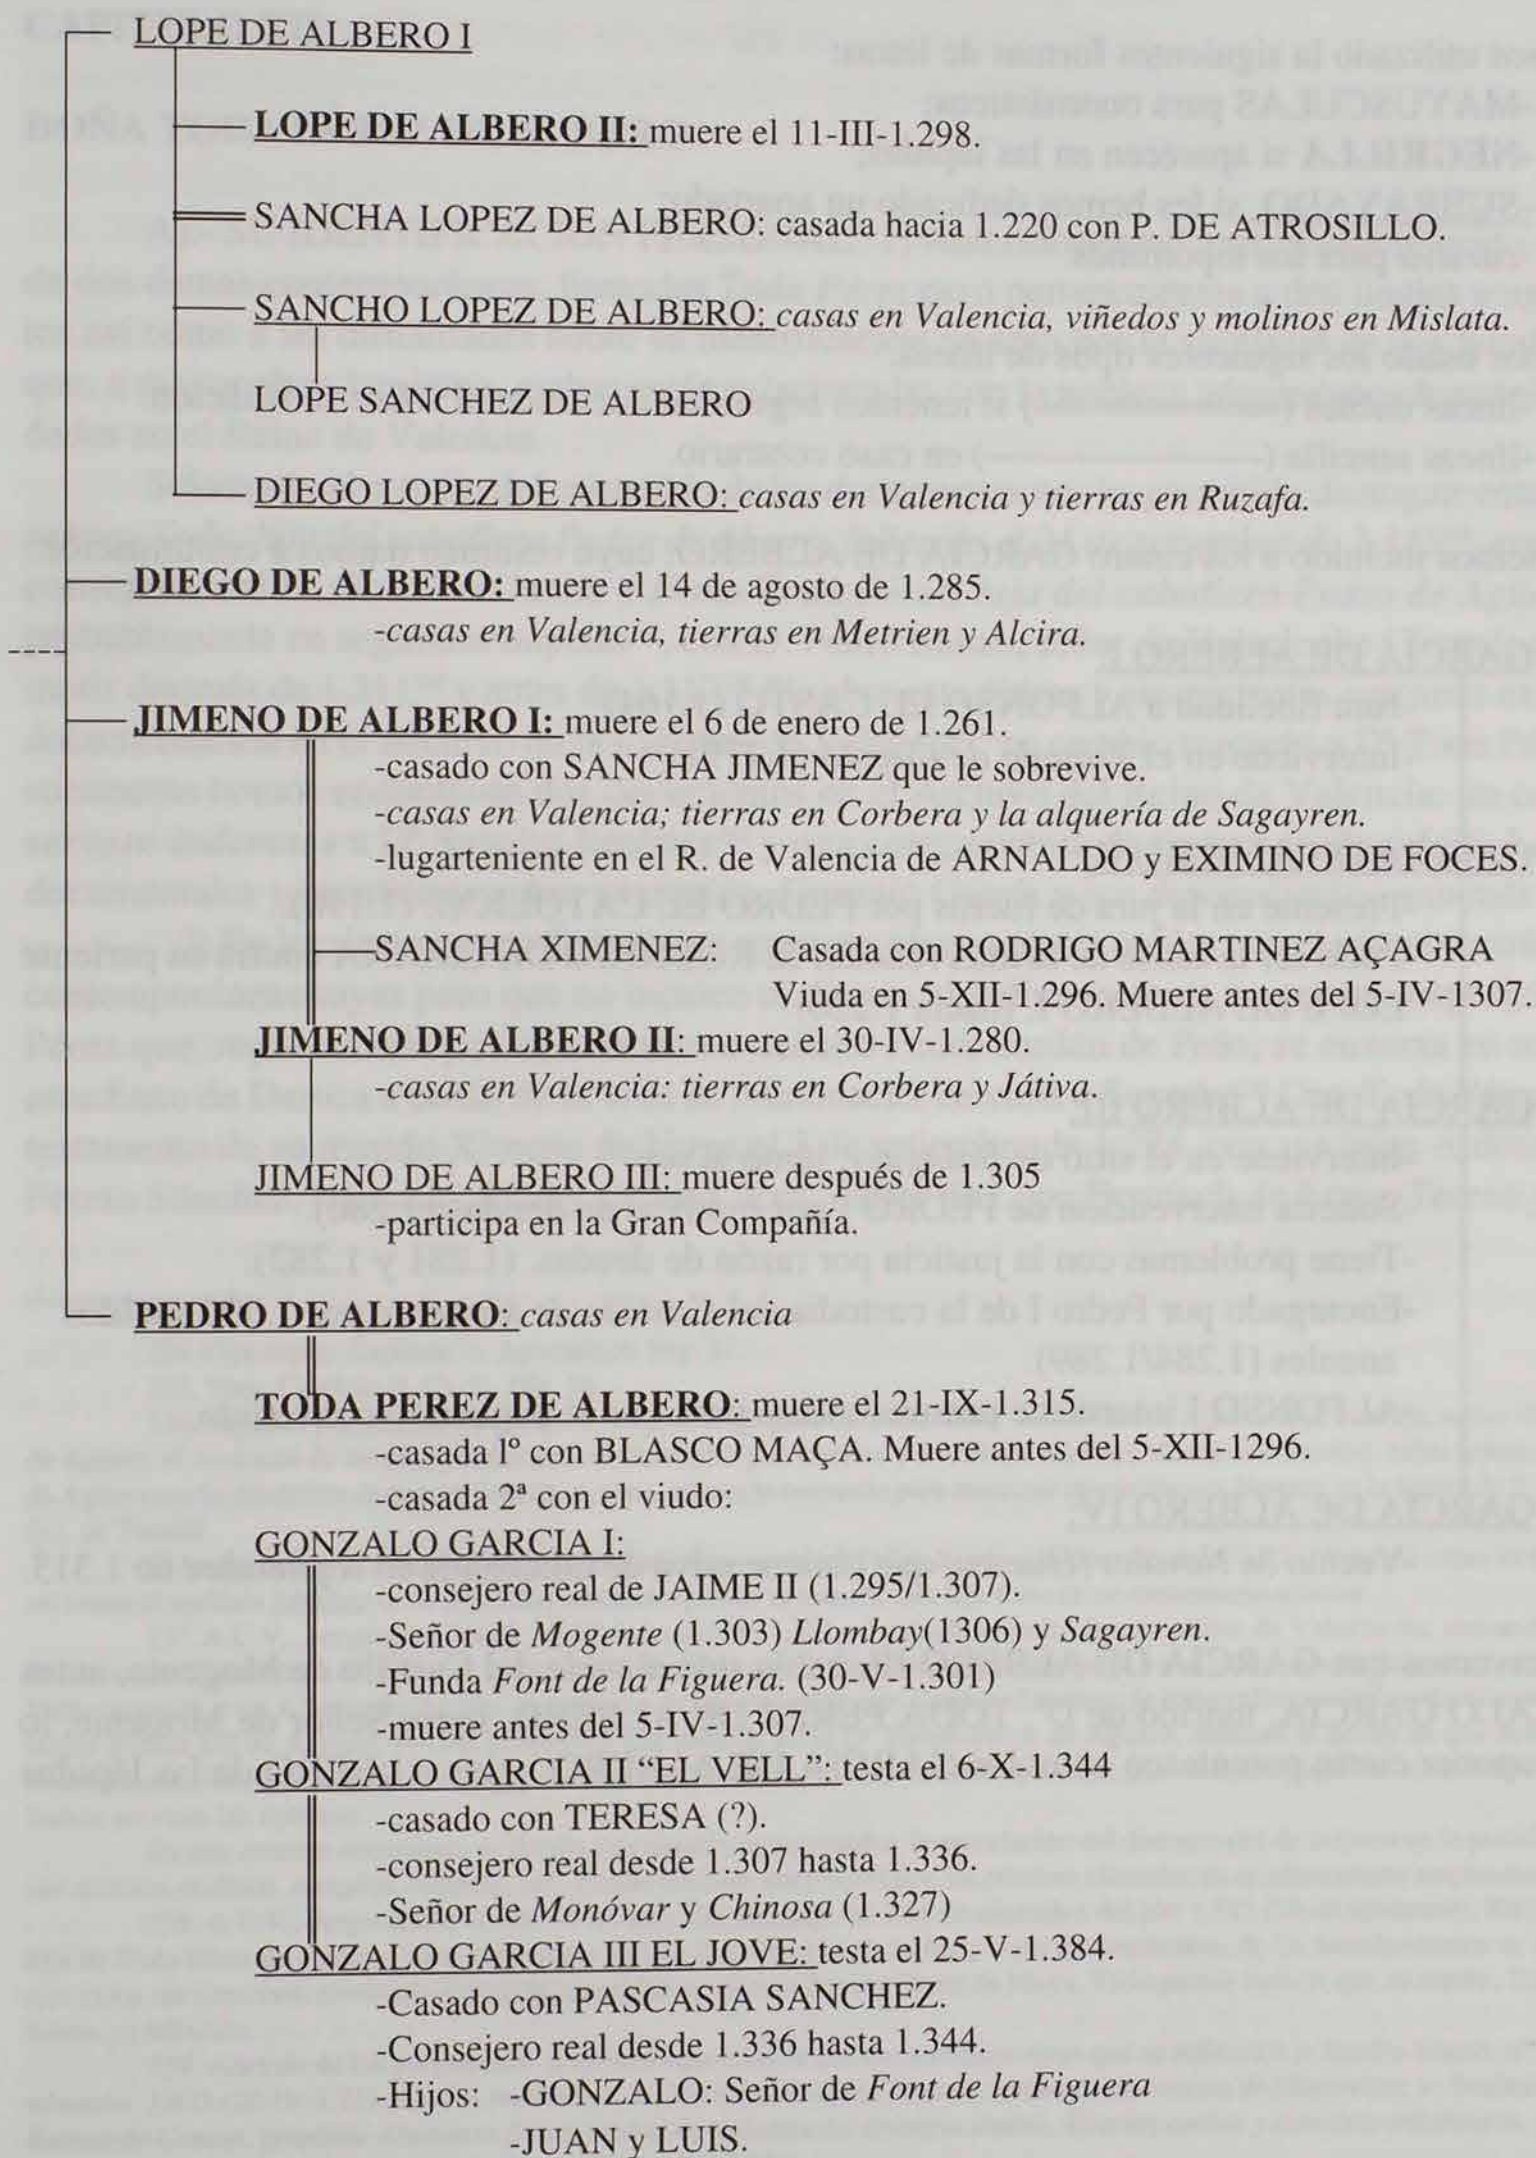 LOPE DE ALBERO I
LOPE DE ALBERO II: muere el 11-III-1.298.
SANCHA LOPEZ DE ALBERO: casada hacia 1.220 con P. DE ATROSILLO.
SANCHO LOPEZ DE ALBERO: casas en Valencia, viñedos y molinos en Mislata.
LOPE SANCHEZ DE ALBERO
DIEGO LOPEZ DE ALBERO: casas en Valencia y tierras en Ruzafa.
DIEGO DE ALBERO: muere el 14 de agosto de 1.285.
-casas en Valencia, tierras en Metrien y Alcira.
JIMENO DE ALBERO I: muere el 6 de enero de 1.261.
-casado con SANCHA JIMENEZ que le sobrevive.
-casas en Valencia; tierras en Corbera y la alquería de Sagayren.
-lugarteniente en el R. de Valencia de ARNALDO y EXIMINO DE FOCES.
SANCHA XIMENEZ: Casada con RODRIGO MARTINEZ AÇAGRA
Viuda en 5-XII-1.296. Muere antes del 5-IV-1307.
JIMENO DE ALBERO II: muere el 30-IV-1.280.
-casas en Valencia: tierras en Corbera y Játiva.
JIMENO DE ALBERO III: muere después de 1.305
-participa en la Gran Compañía.
PEDRO DE ALBERO: casas en Valencia
TODA PEREZ DE ALBERO: muere el 21-IX-1.315.
-casada 1º con BLASCO MAÇA. Muere antes del 5-XII-1296.
-casada 2ª con el viudo:
GONZALO GARCIA I:
-consejero real de JAIME II (1.295/1.307).
-Señor de Mogente (1.303) Llombay(1306) y Sagayren.
-Funda Font de la Figuera. (30-V-1.301)
-muere antes del 5-IV-1.307.
GONZALO GARCIA II “EL VELL”: testa el 6-X-1.344
-casado con TERESA (?).
-consejero real desde 1.307 hasta 1.336.
-Señor de Monóvar y Chinosa (1.327)
GONZALO GARCIA III EL JOVE: testa el 25-V-1.384.
-Casado con PASCASIA SANCHEZ.
-Consejero real desde 1.336 hasta 1.344.
-Hijos: -GONZALO: Señor de Font de la Figuera
-JUAN y LUIS.